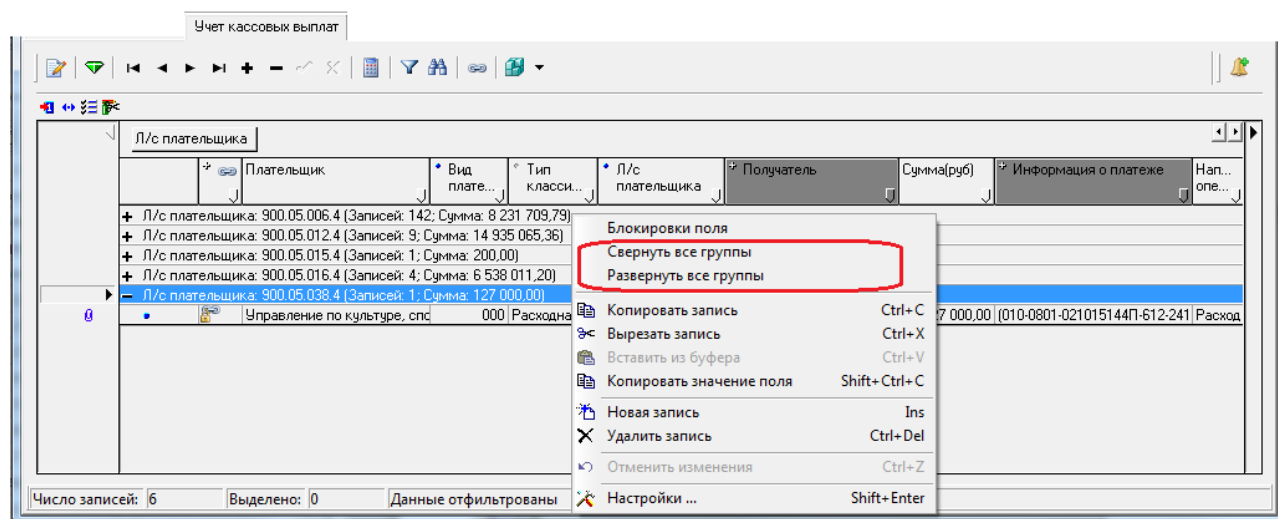 Учет кассовых выплат
Л/с плательщика
Плательщик
Вид
плате...
Тип
класси...
Л/с
плательщика
Получатель
Сумма(руб)
Информация о платеже
Нап...
опе...
Л/с плательщика: 900.05.006.4 (Записей: 142; Сумма: 8 231 709,79)
Л/с плательщика: 900.05.012.4 (Записей: 9; Сумма: 14 935 065,36)
Л/с плательщика: 900.05.015.4 (Записей: 1; Сумма: 200,00)
Л/с плательщика: 900.05.016.4 (Записей: 4; Сумма: 6 538 011,20)
Л/с плательщика: 900.05.038.4 (Записей: 1; Сумма: 127 000,00)
Управление по культуре, спо 000 Расходна 7 000,00 (010-0801-021015144П-612-241 Расход
Блокировки поля
Свернуть все группы
Развернуть все группы
Копировать запись Ctrl+C
Вырезать запись Ctrl+X
Вставить из буфера Ctrl+V
Копировать значение поля Shift+Ctrl+C
Новая запись Ins
Удалить запись Ctrl+Del
Отменить изменения Ctrl+Z
Настройки ... Shift+Enter
Число записей: 6 Выделено: 0 Данные отфильтрованы